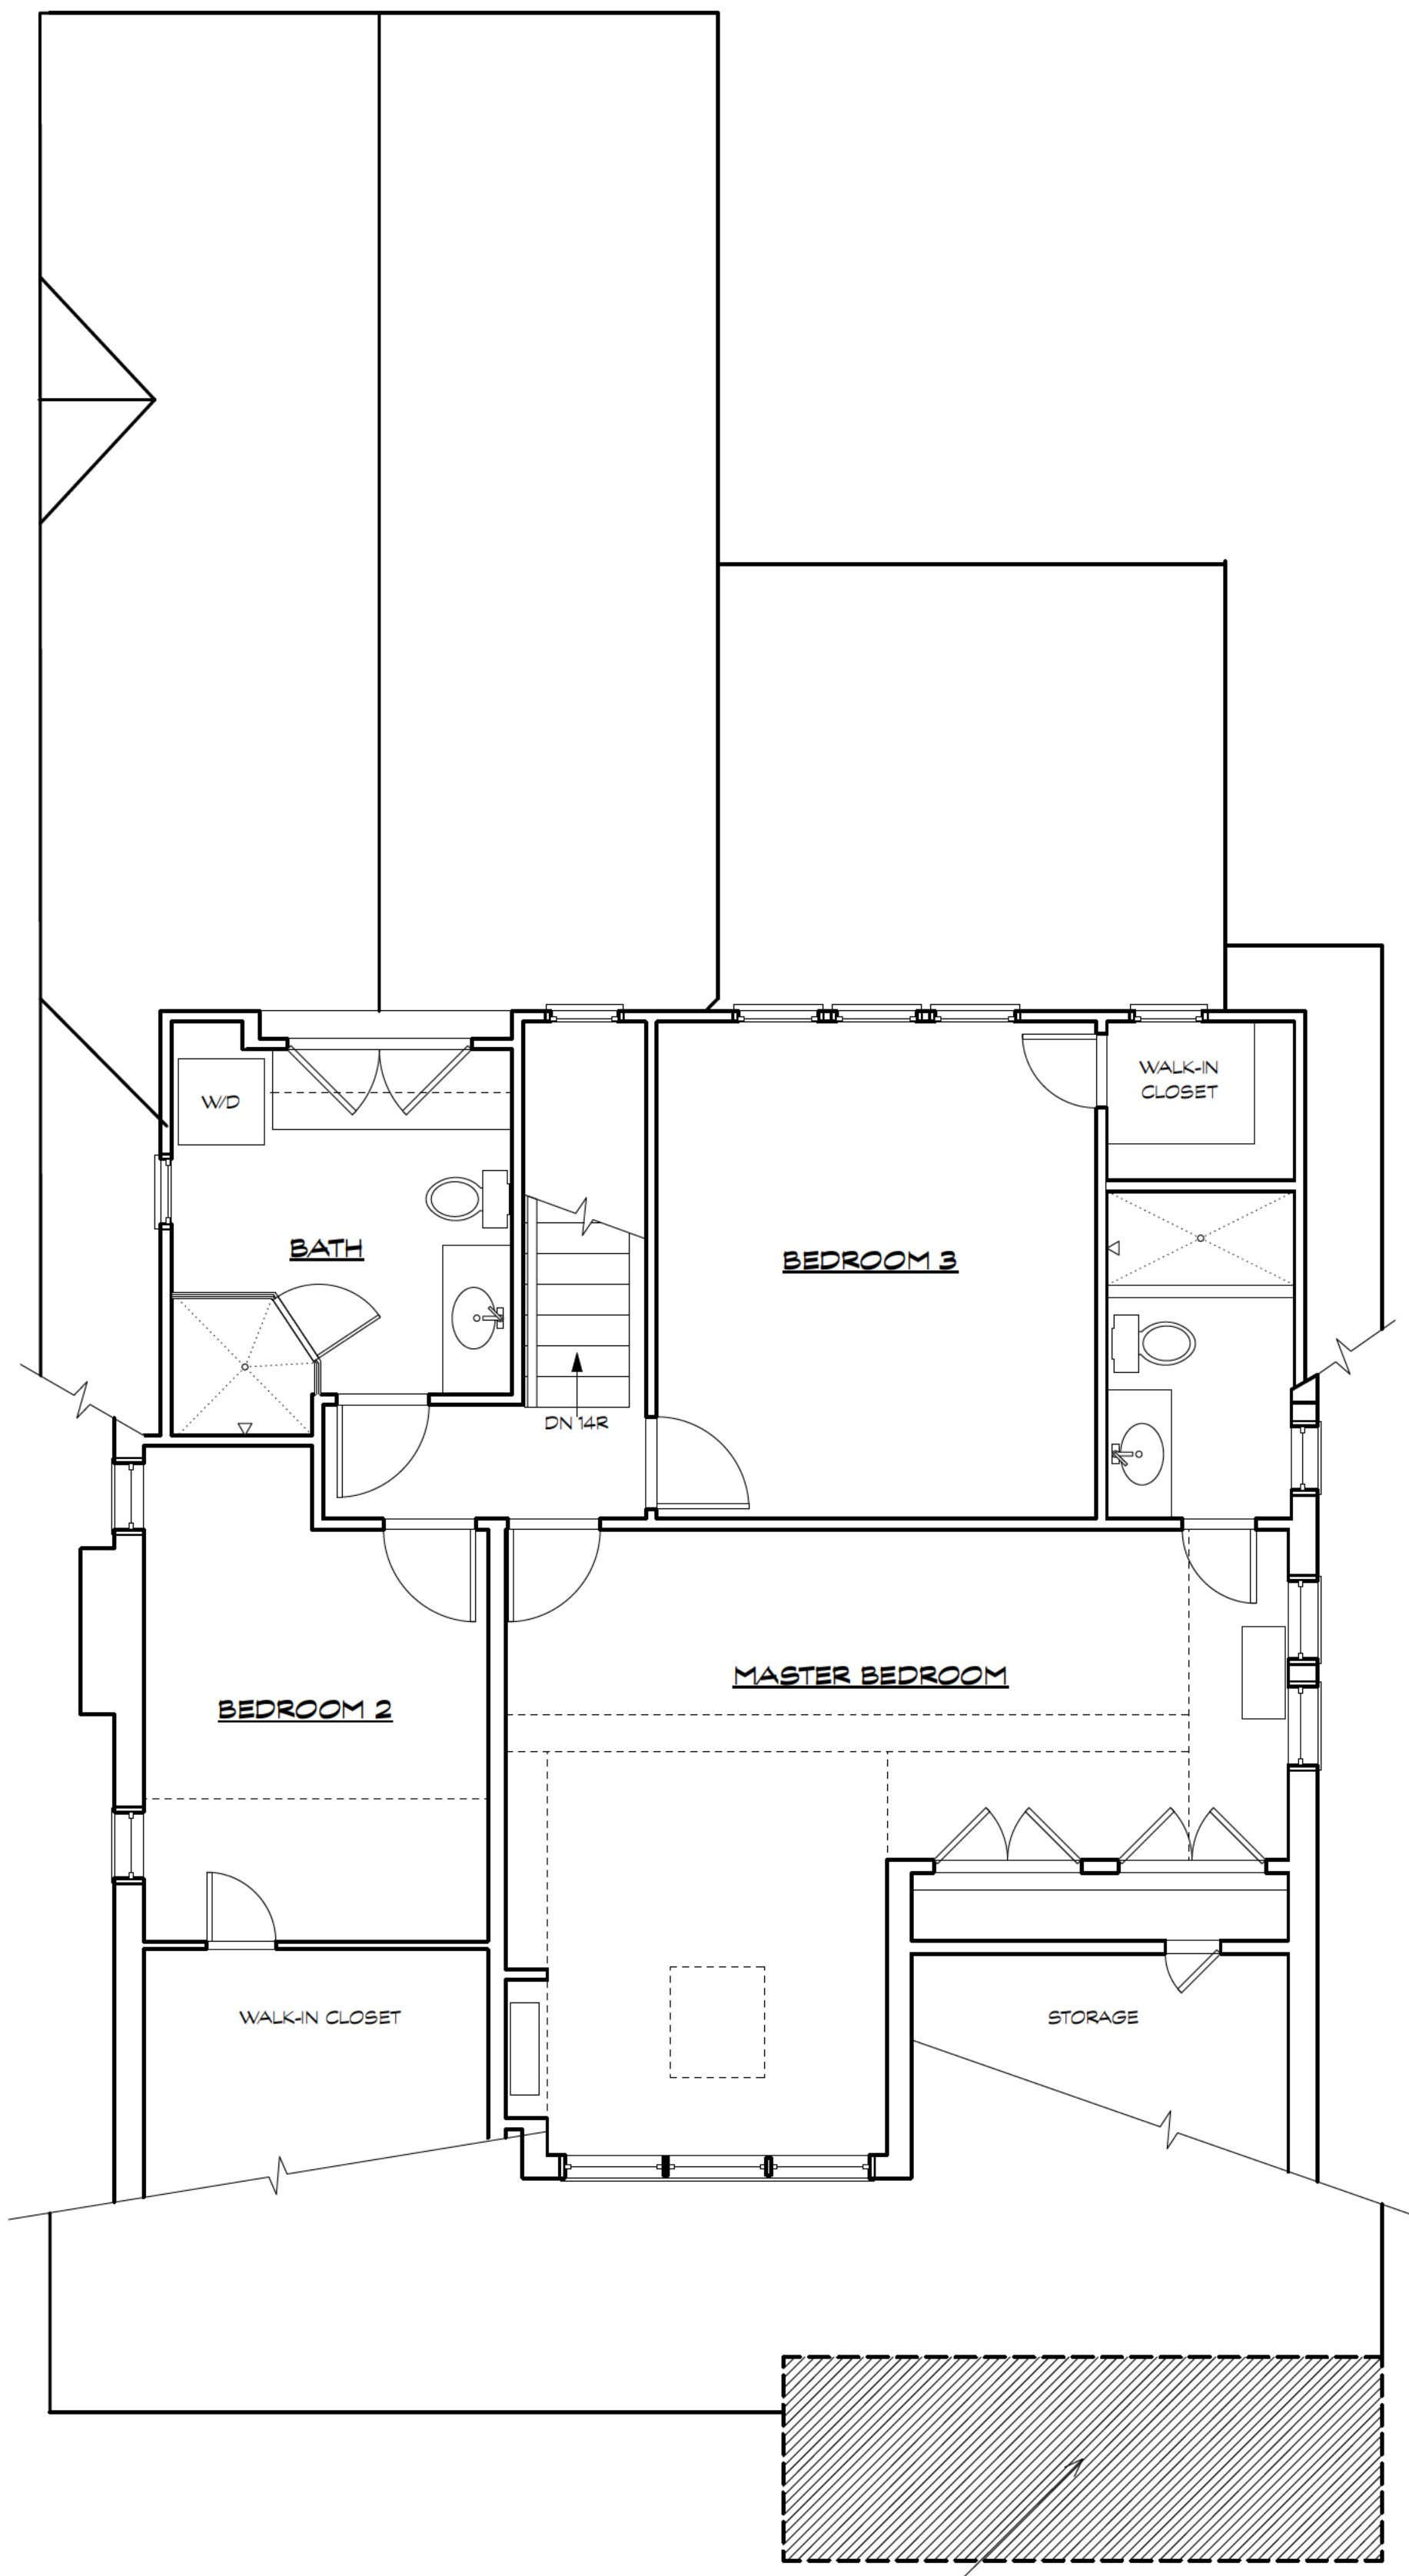 WALK-IN
CLOSET
W/D
BATH
BEDROOM 3
DN 14R
MASTER BEDROOM
BEDROOM 2
WALK-IN CLOSET
STORAGE